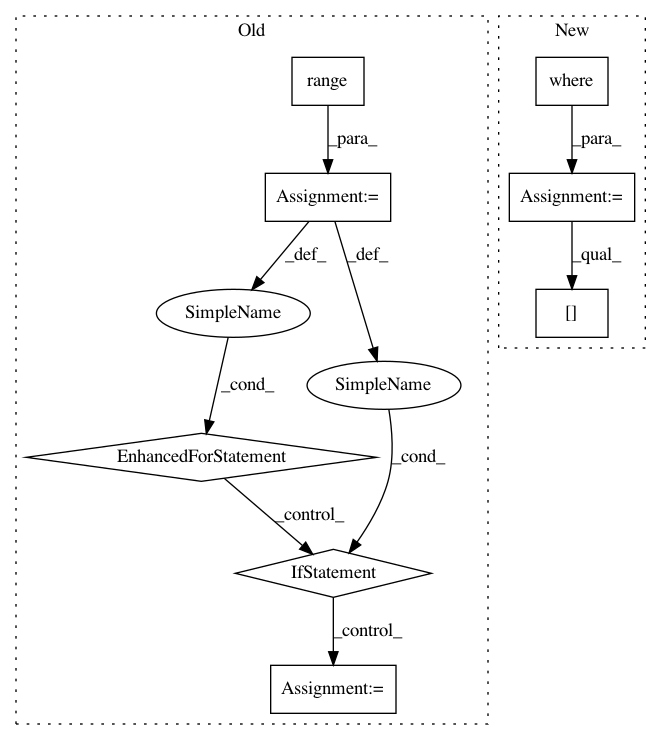 Old
New
range
where
_para_
_para_
Assignment:=
Assignment:=
_def_
_def_
_qual_
SimpleName
[]
SimpleName
_cond_
_cond_
EnhancedForStatement
_control_
IfStatement
_control_
Assignment:=